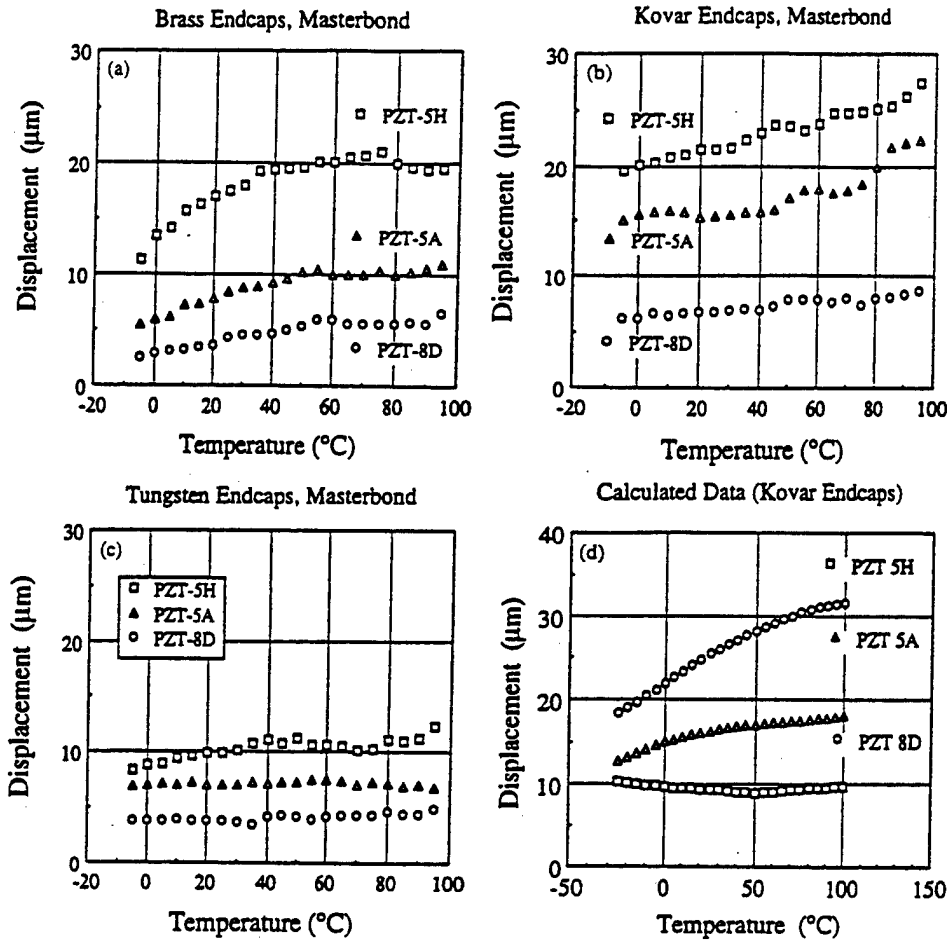 Brass Endcaps, Masterbond
30
20
10
0
(a)
PZT-5H
PZT-5A
PZT-8D
-20 0 20 40 60 80 100
Displacement (μm)
Temperature (°C)
Kovar Endcaps, Masterbond
30
20
10
0
(b)
PZT-5H
PZT-5A
PZT-8D
-20 0 20 40 60 80 100
Displacement (μm)
Temperature (°C)
Tungsten Endcaps, Masterbond
30
20
10
0
(c)
PZT-5H
PZT-5A
PZT-8D
-20 0 20 40 60 80 100
Displacement (μm)
Temperature (°C)
Calculated Data (Kovar Endcaps)
40
30
20
10
0
(d)
PZT 5H
PZT 5A
PZT 8D
-50 0 50 100 150
Displacement (μm)
Temperature (°C)